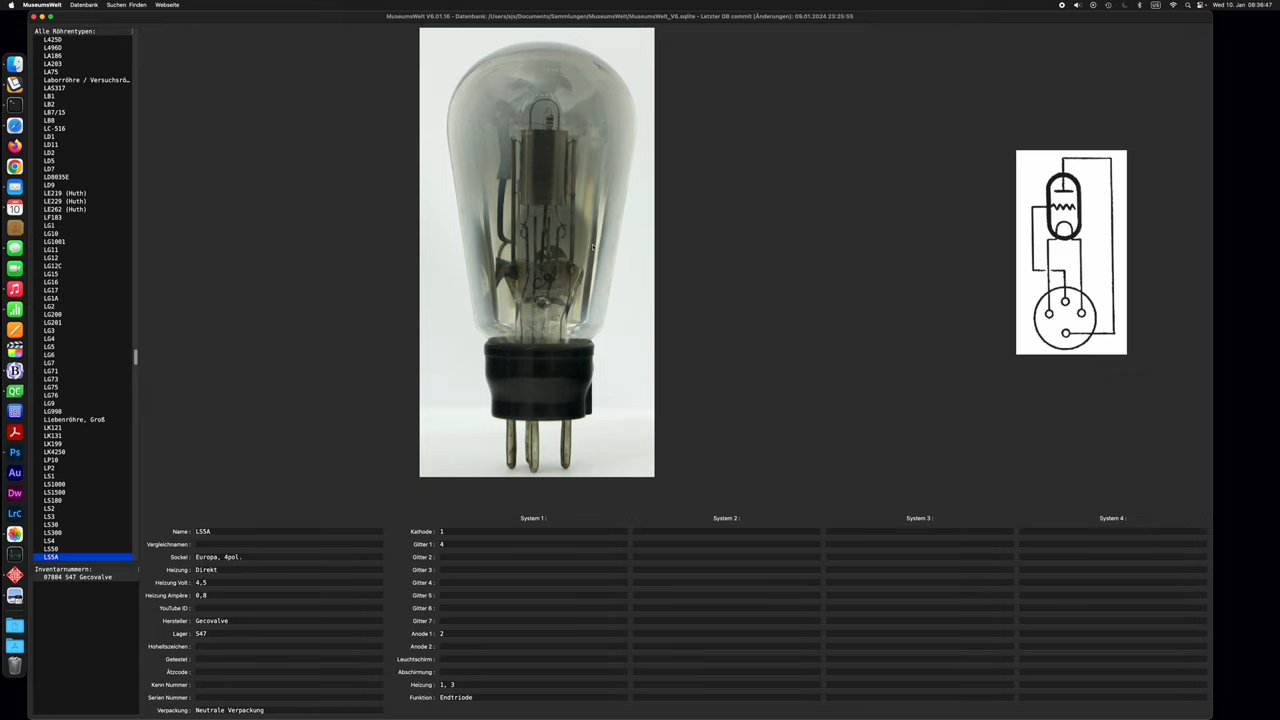 MuseumsWelt Datenbank Suchen Finden Webseite
US Wed 10. Jan. 08:36:47
MuseumsWelt V6.01.16 - Datenbank: /Users/sjs/Documents/Sammlungen/MuseumsWelt/MuseumsWelt_V6.sqlite - Letzter DB commit (Änderungen): 09.01.2024 23:25:55
Alle Röhrentypen:
L425D
L496D
LA186
LA203
LA75
Laborröhre / Versuchsrö…
LAS317
LB1
LB2
LB7/15
LB8
LC-516
LD1
LD11
LD2
LD5
LD7
LD8035E
LD9
LE219 (Huth)
LE229 (Huth)
LE262 (Huth)
LF183
LG1
LG10
LG1001
LG11
LG12
LG12C
LG15
LG16
LG17
LG1A
LG2
LG200
LG201
LG3
LG4
LG5
LG6
LG7
LG71
LG73
LG75
LG76
LG9
LG998
Liebenröhre, Groß
LK121
LK131
LK199
LK4250
LP10
LP2
LS1
LS1000
LS1500
LS180
LS2
LS3
LS30
LS300
LS4
LS50
LS5A
Inventarnummern:
07884 S47 Gecovalve
Name : LS5A
Vergleichnamen :
Sockel : Europa, 4pol.
Heizung : Direkt
Heizung Volt : 4,5
Heizung Ampère : 0,8
YouTube ID :
Hersteller : Gecovalve
Lager : S47
Hoheitszeichen :
Getestet :
Ätzcode :
Kenn Nummer :
Serien Nummer :
Verpackung : Neutrale Verpackung
System 1 : System 2 : System 3 : System 4 :
Kathode : 1
Gitter 1 : 4
Gitter 2 :
Gitter 3 :
Gitter 4 :
Gitter 5 :
Gitter 6 :
Gitter 7 :
Anode 1 : 2
Anode 2 :
Leuchtschirm :
Abschirmung :
Heizung : 1, 3
Funktion : Endtriode